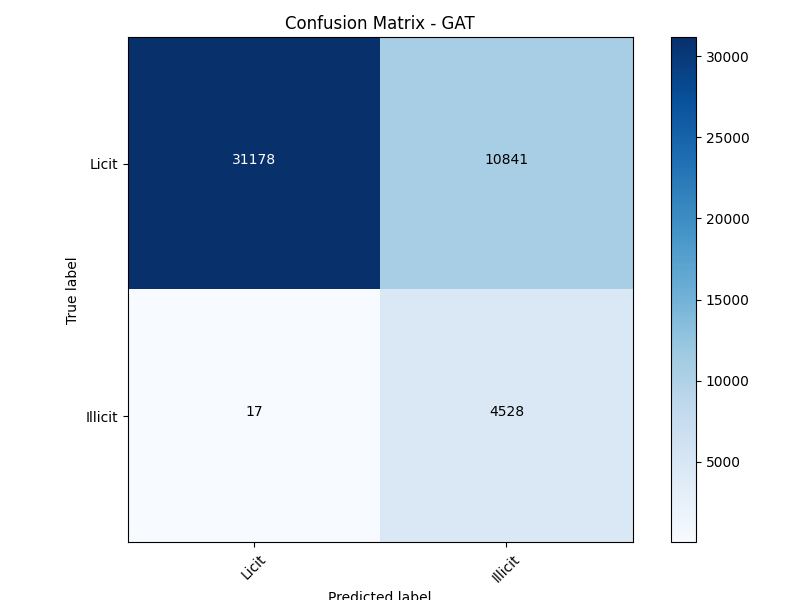 Confusion Matrix - GAT
30000
25000
20000
15000
10000
5000
True label
Licit
31178
10841
Illicit
17
4528
Licit
Illicit
Predicted label